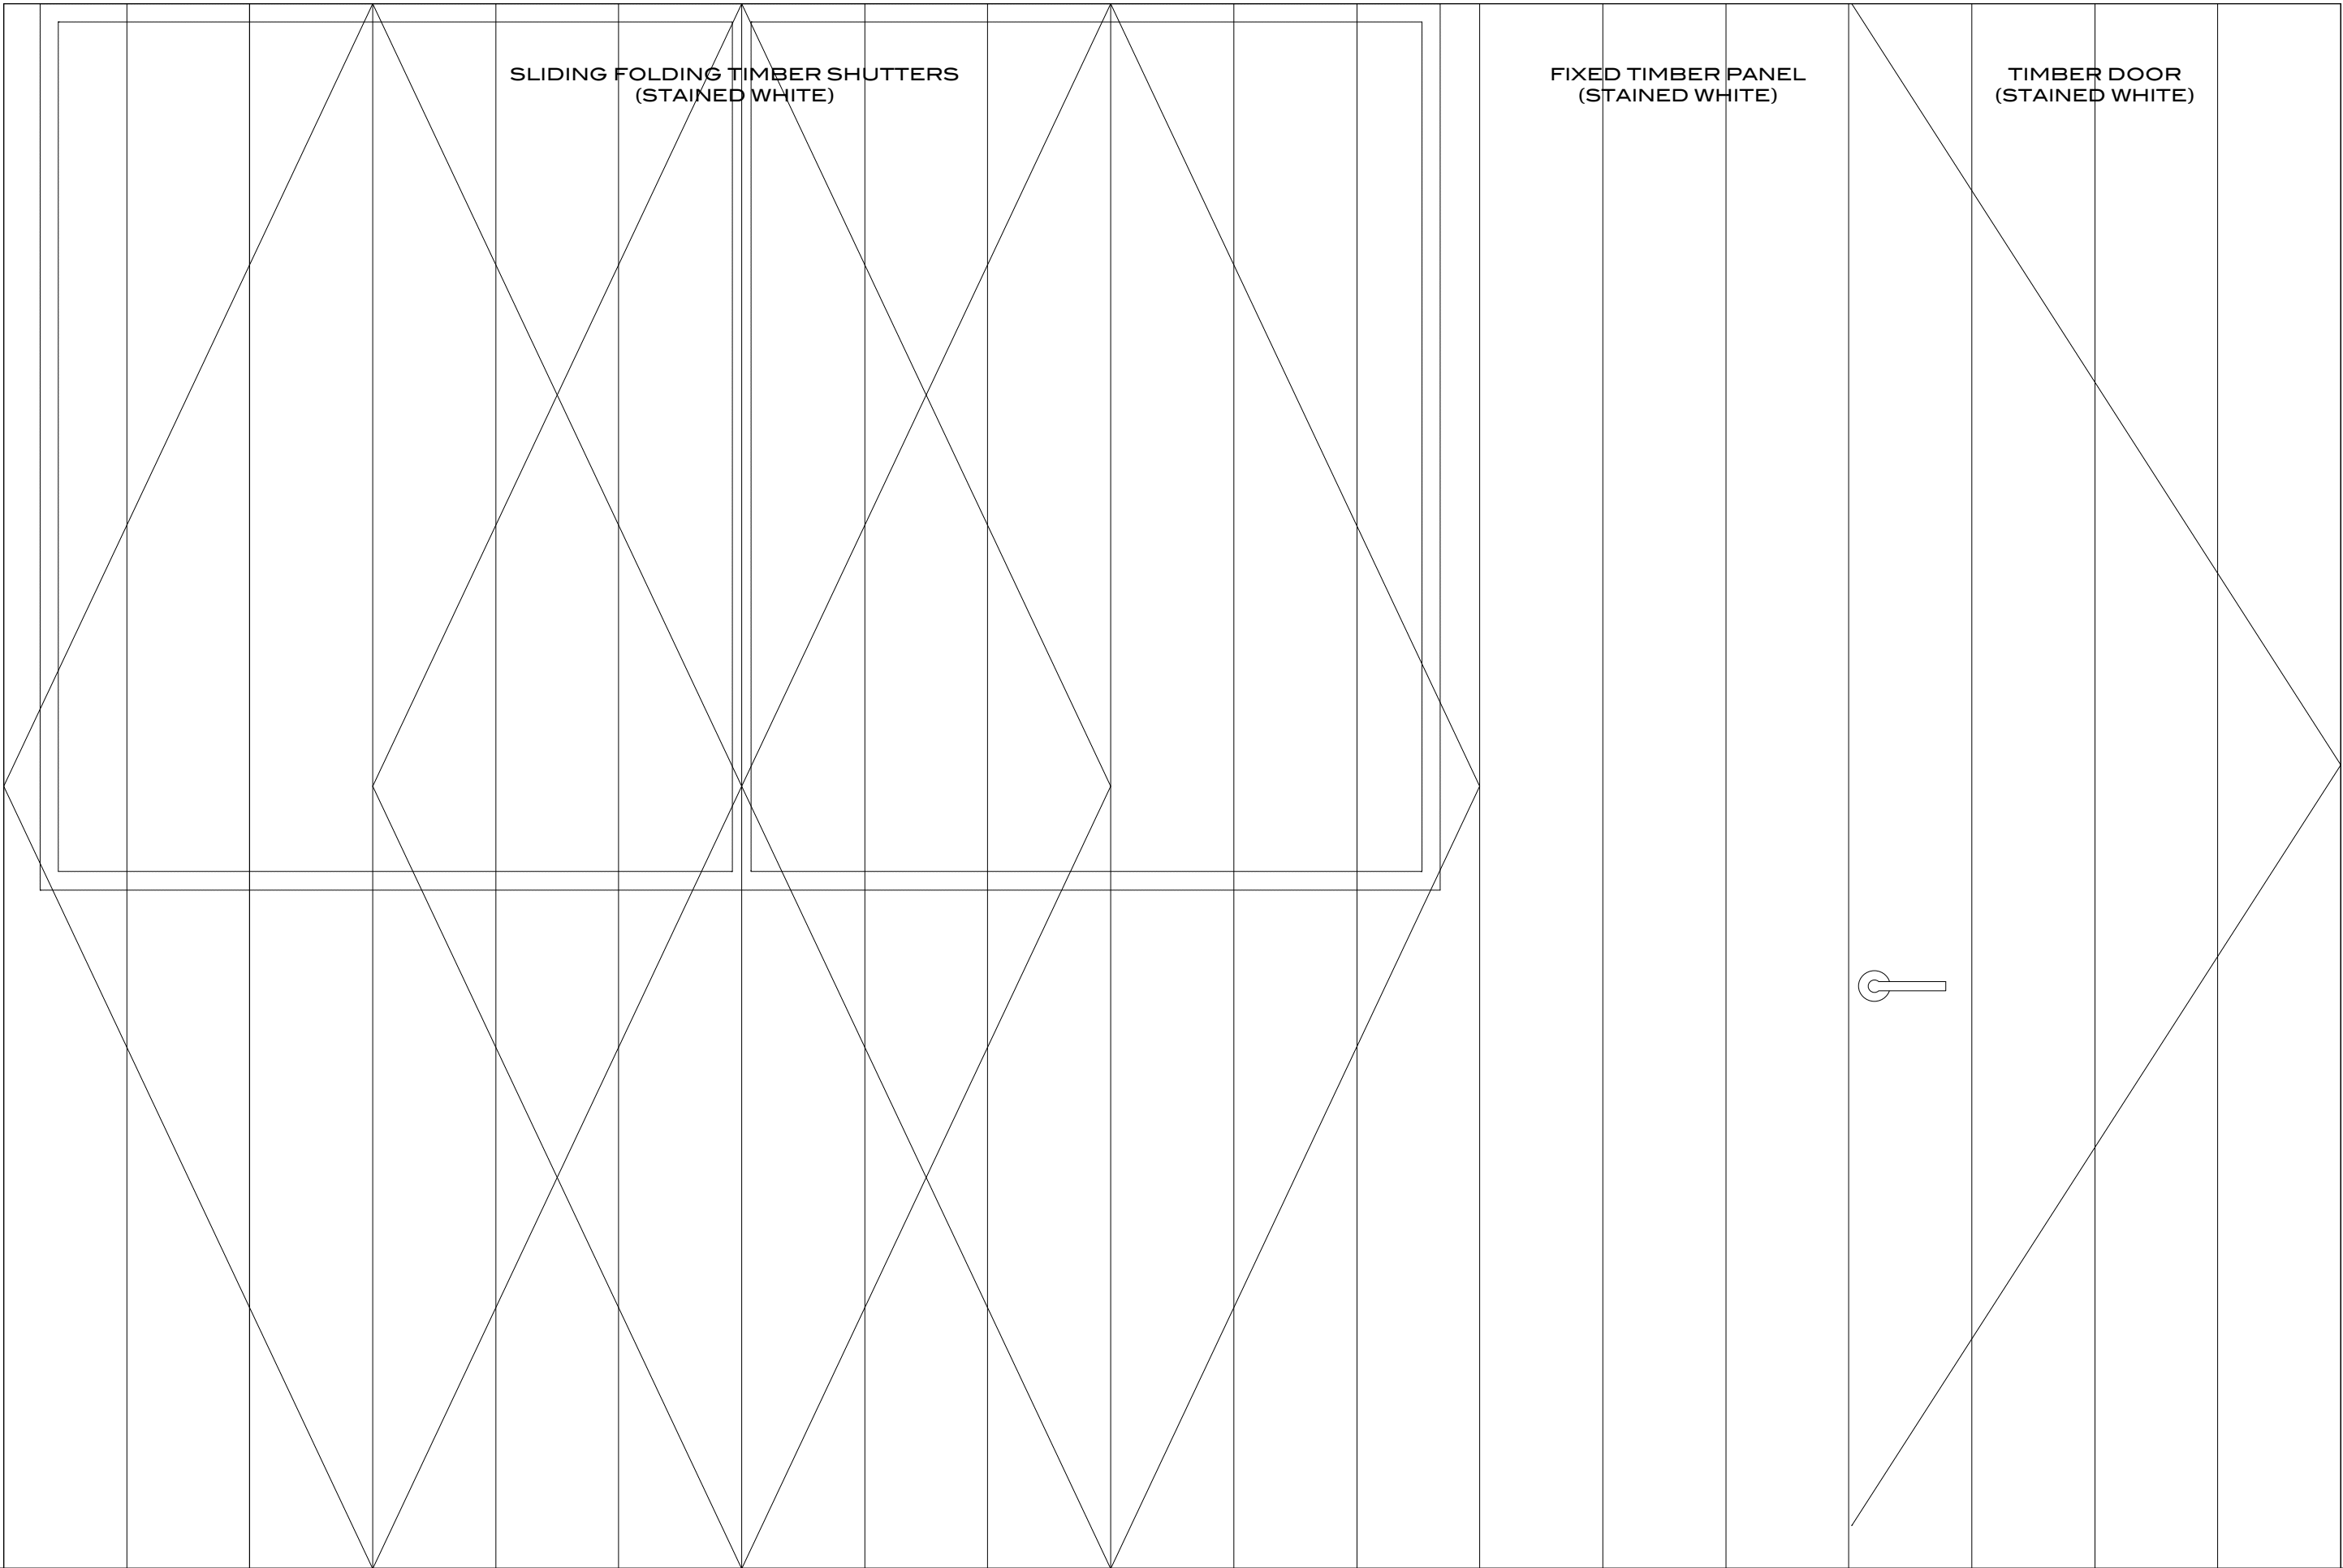 SLIDING FOLDING TIMBER SHUTTERS
(STAINED WHITE)
FIXED TIMBER PANEL
(STAINED WHITE)
TIMBER DOOR
(STAINED WHITE)